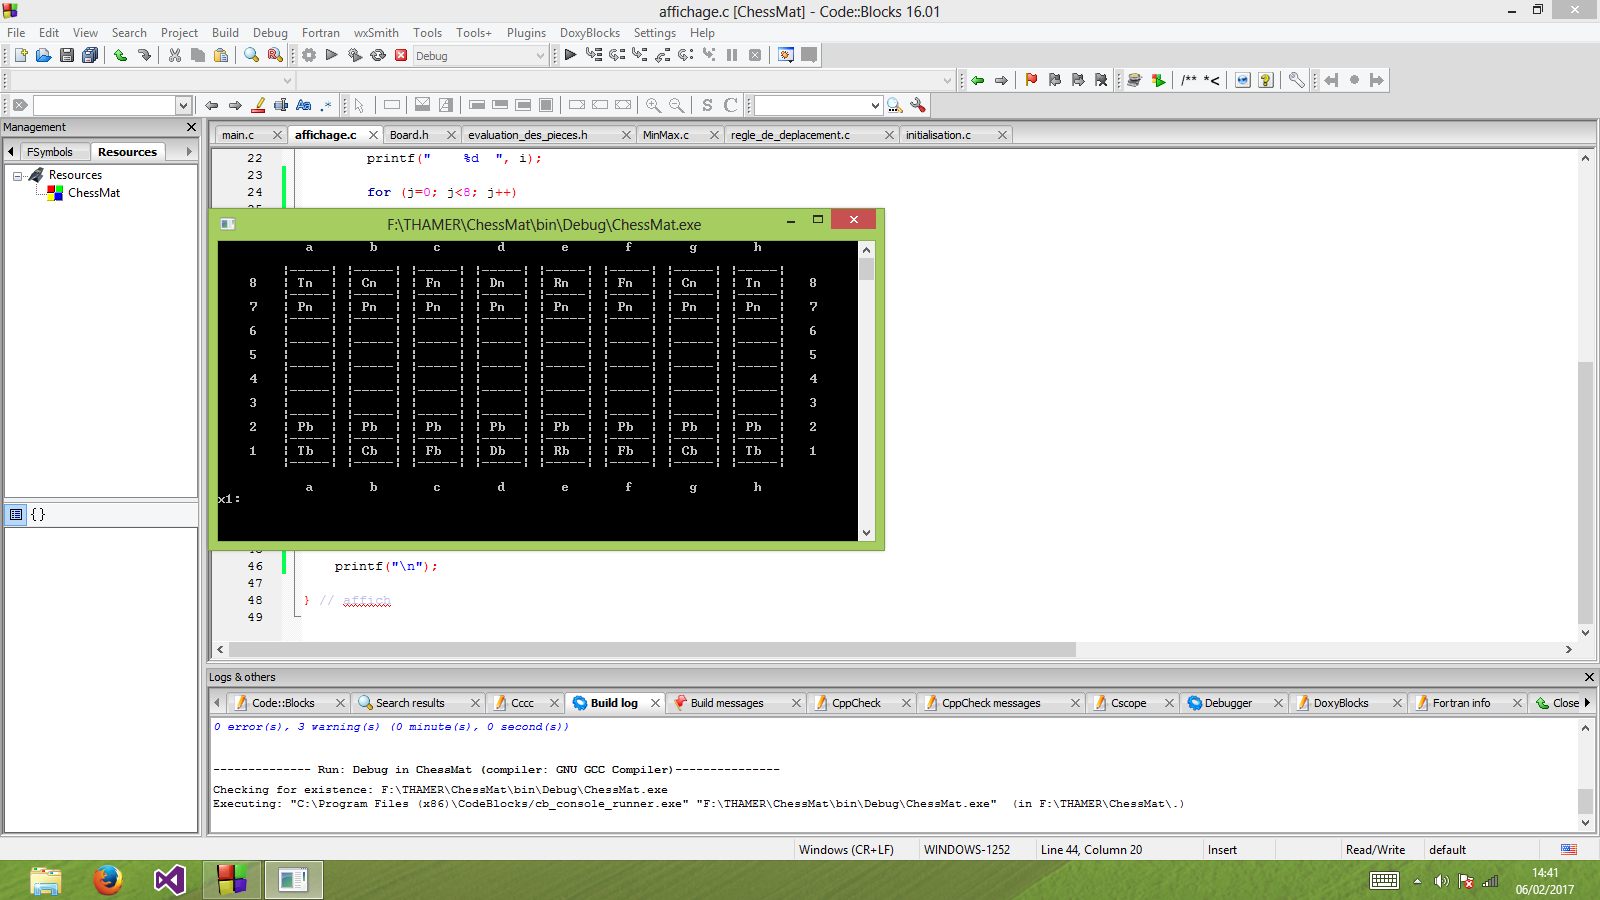 affichage.c [ChessMat] - Code::Blocks 16.01
File Edit View Search Project Build Debug Fortran wxSmith Tools Tools+ Plugins DoxyBlocks Settings Help
Debug
/** *<
Aa .* S C
Management
main.c affichage.c Board.h evaluation_des_pieces.h MinMax.c regle_de_deplacement.c initialisation.c
FSymbols Resources
Resources
ChessMat
{}
22 printf("    %d  ", i);
23
24 for (j=0; j<8; j++)
F:\THAMER\ChessMat\bin\Debug\ChessMat.exe
a b c d e f g h
8 Tn Cn Fn Dn Rn Fn Cn Tn 8
7 Pn Pn Pn Pn Pn Pn Pn Pn 7
6 6
5 5
4 4
3 3
2 Pb Pb Pb Pb Pb Pb Pb Pb 2
1 Tb Cb Fb Db Rb Fb Cb Tb 1
a b c d e f g h
x1:
46 printf("\n");
47
48 } // affich
49
Logs & others
Code::Blocks Search results Cccc Build log Build messages CppCheck CppCheck messages Cscope Debugger DoxyBlocks Fortran info Close
0 error(s), 3 warning(s) (0 minute(s), 0 second(s))
-------------- Run: Debug in ChessMat (compiler: GNU GCC Compiler)---------------
Checking for existence: F:\THAMER\ChessMat\bin\Debug\ChessMat.exe
Executing: "C:\Program Files (x86)\CodeBlocks/cb_console_runner.exe" "F:\THAMER\ChessMat\bin\Debug\ChessMat.exe"  (in F:\THAMER\ChessMat\.)
Windows (CR+LF) WINDOWS-1252 Line 44, Column 20 Insert Read/Write default
14:41
06/02/2017